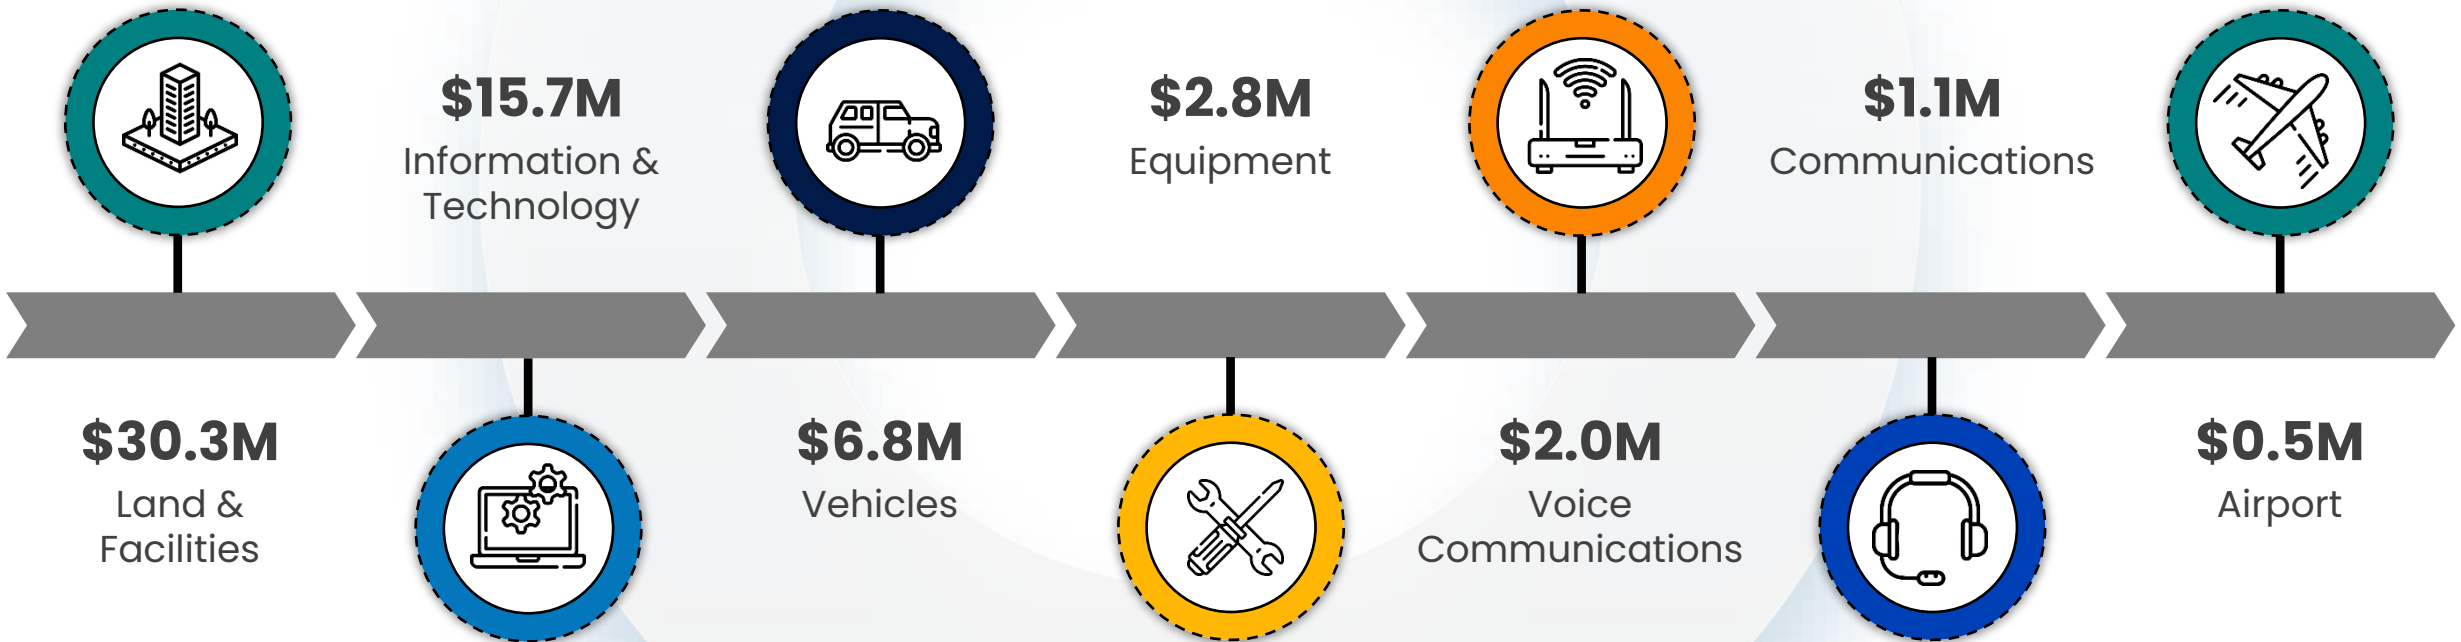 $30.3M
Land &
Facilities
$15.7M
Information &
Technology
$6.8M
Vehicles
$2.8M
Equipment
$2.0M
Voice
Communications
$1.1M
Communications
$0.5M
Airport